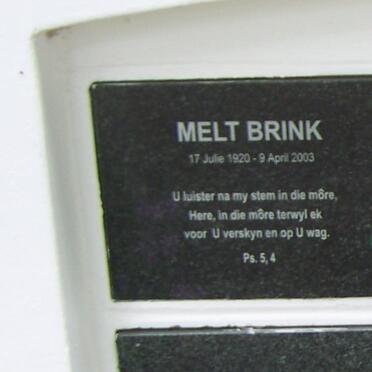 MELT BRINK
17 Julie 1920 - 9 April 2003
U luister na my stem in die môre,
Here, in die môre terwyl ek
voor U verskyn en op U wag.
Ps. 5, 4